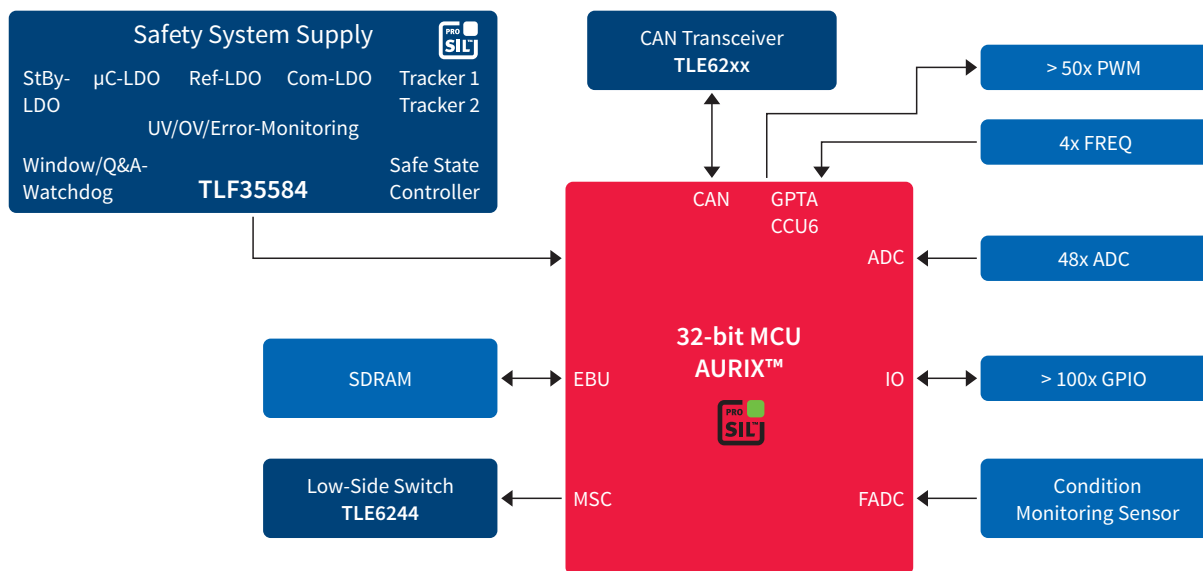 Safety System Supply
PRO
SIL™
StBy-
LDO
µC-LDO
Ref-LDO
Com-LDO
Tracker 1
Tracker 2
UV/OV/Error-Monitoring
Window/Q&A-
Watchdog
TLF35584
Safe State
Controller
CAN Transceiver
TLE62xx
> 50x PWM
4x FREQ
CAN
GPTA
CCU6
ADC
48x ADC
32-bit MCU
AURIX™
PRO
SIL™
SDRAM
EBU
IO
> 100x GPIO
Low-Side Switch
TLE6244
MSC
FADC
Condition
Monitoring Sensor